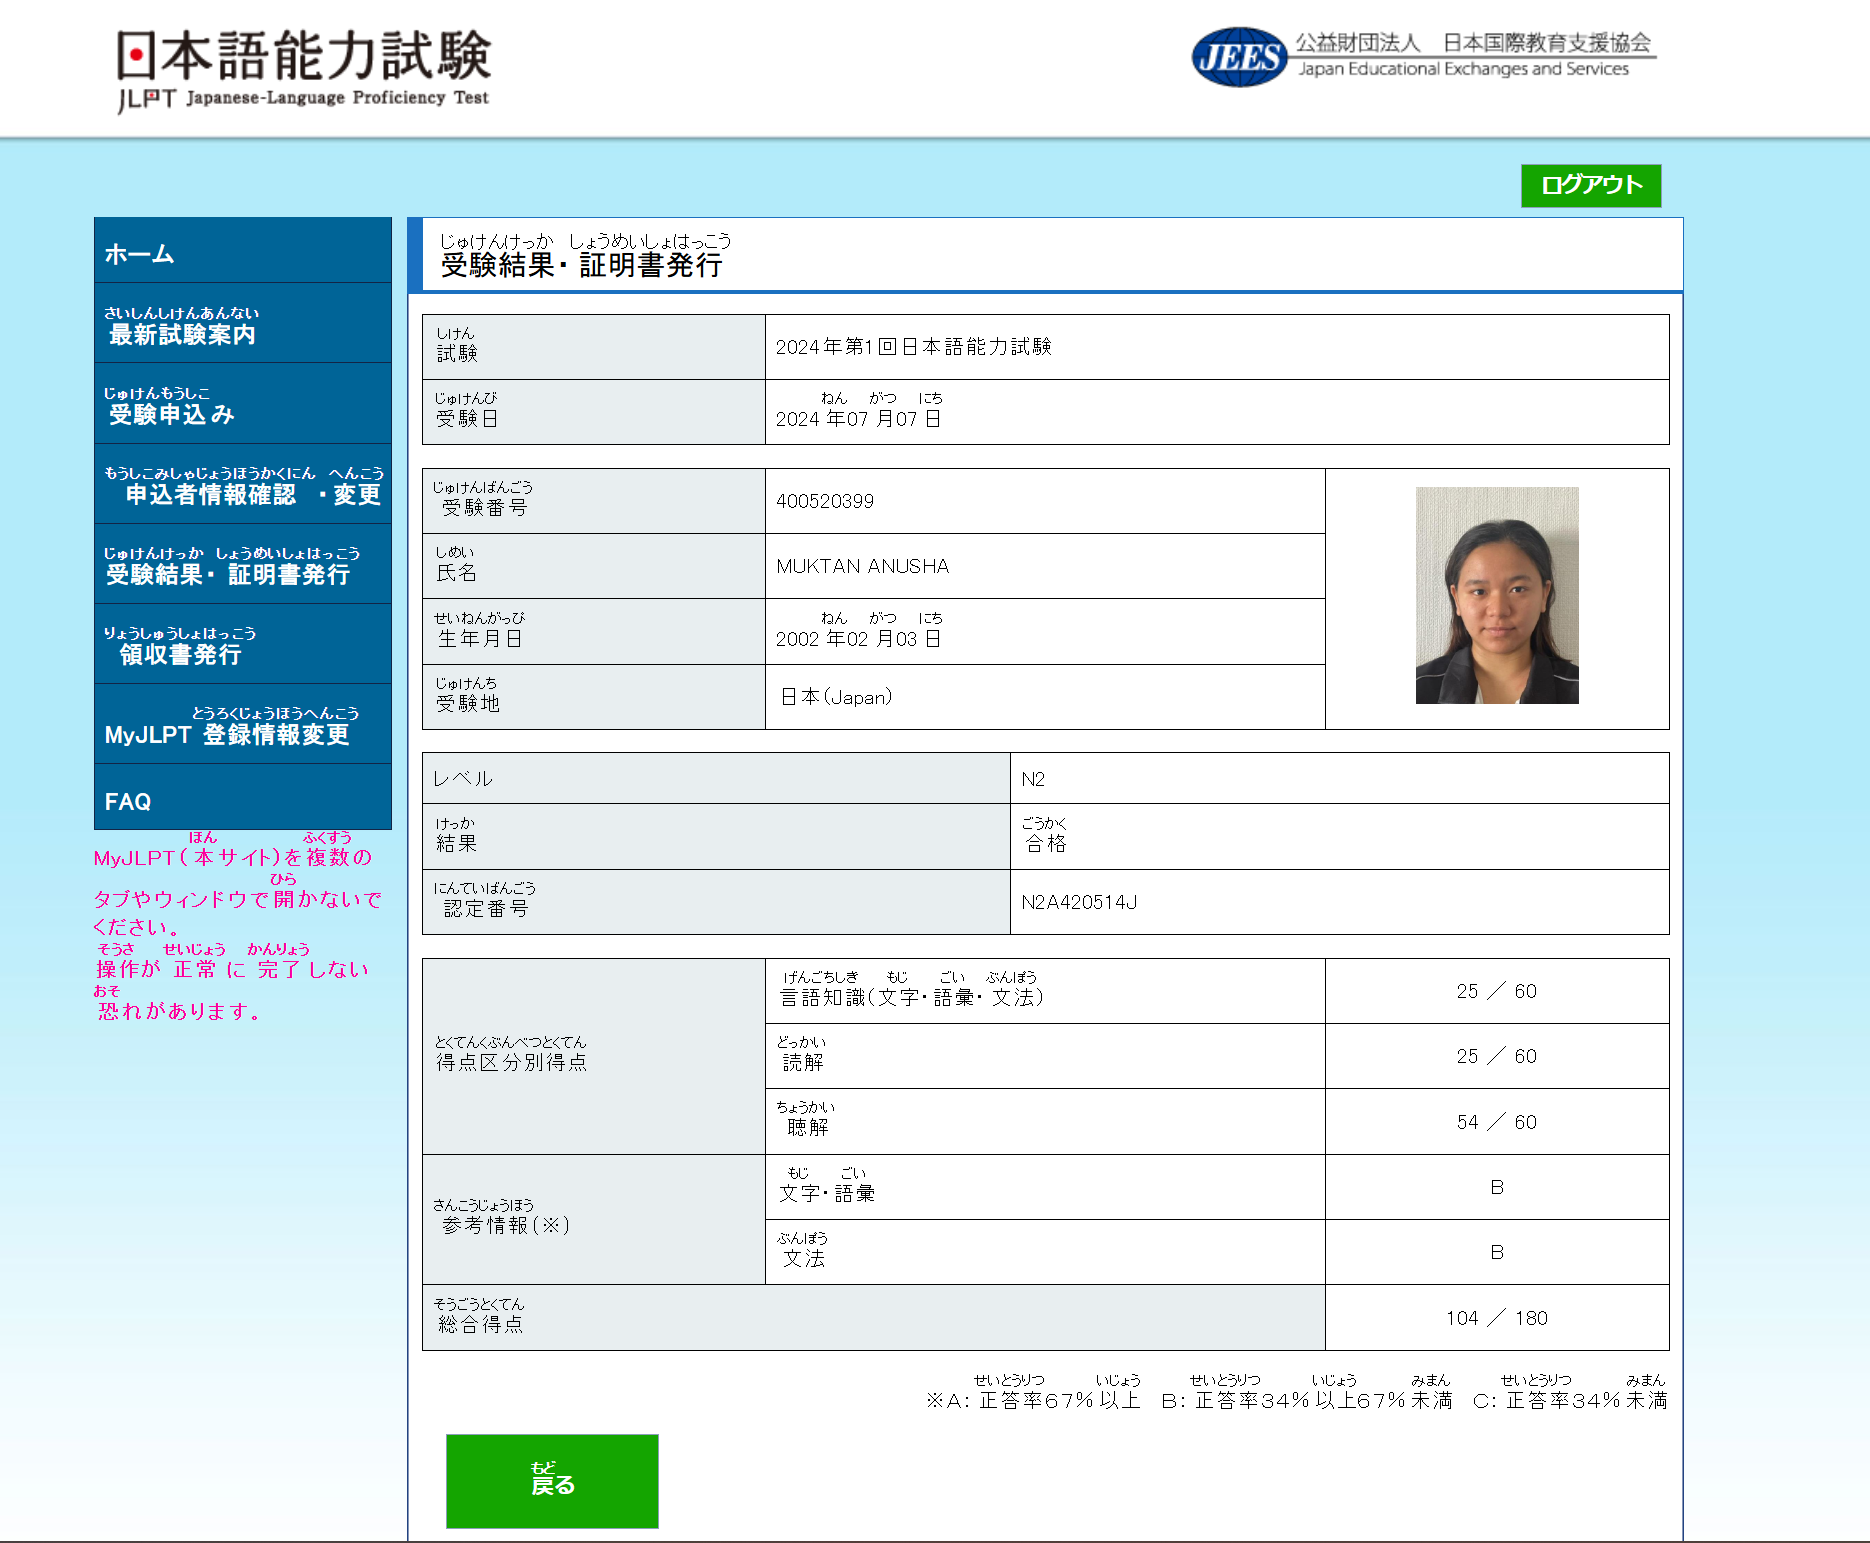 日本語能力試験
JLPT Japanese-Language Proficiency Test
JEES 公益財団法人 日本国際教育支援協会
Japan Educational Exchanges and Services
ログアウト
ホーム
さいしんしけんあんない
最新試験案内
じゅけんもうしこ
受験申込み
もうしこみしゃじょうほうかくにん へんこう
申込者情報確認 ・変更
じゅけんけっか しょうめいしょはっこう
受験結果・証明書発行
りょうしゅうしょはっこう
領収書発行
とうろくじょうほうへんこう
MyJLPT 登録情報変更
FAQ
ほん ふくすう
MyJLPT(本サイト)を複数の
ひら
タブやウィンドウで開かないで
ください。
そうさ せいじょう かんりょう
操作が 正常 に 完了 しない
おそ
恐れがあります。
じゅけんけっか しょうめいしょはっこう
受験結果・証明書発行
しけん
試験
2024年第1回日本語能力試験
じゅけんび
受験日
ねん がつ にち
2024 年07 月07 日
じゅけんばんごう
受験番号
400520399
しめい
氏名
MUKTAN ANUSHA
せいねんがっぴ
生年月日
ねん がつ にち
2002 年02 月03 日
じゅけんち
受験地
日本(Japan)
レベル
N2
けっか
結果
ごうかく
合格
にんていばんごう
認定番号
N2A420514J
とくてんくぶんべつとくてん
得点区分別得点
げんごちしき もじ ごい ぶんぽう
言語知識(文字・語彙・文法)
25 ／ 60
どっかい
読解
25 ／ 60
ちょうかい
聴解
54 ／ 60
さんこうじょうほう
参考情報(※)
もじ ごい
文字・語彙
B
ぶんぽう
文法
B
そうごうとくてん
総合得点
104 ／ 180
せいとうりつ いじょう せいとうりつ いじょう みまん せいとうりつ みまん
※A: 正答率67% 以上 B: 正答率34% 以上67% 未満 C: 正答率34% 未満
もど
戻る